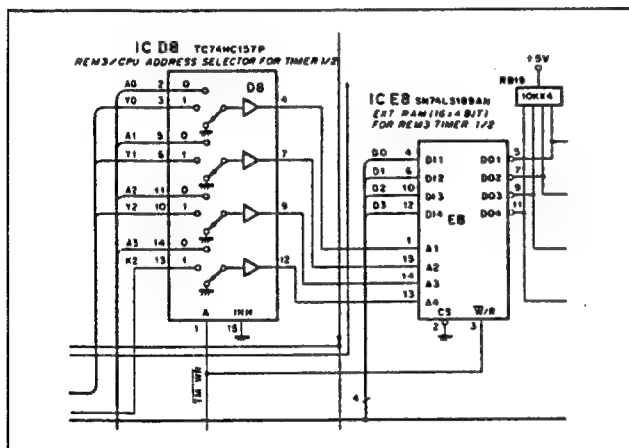 IC D8 TC74HC157P
REM3/CPU ADDRESS SELECTOR FOR TIMER 1/2
D8
A0 2 0
Y0 3 1
4
A1 5 0
Y1 6 1
7
A2 11 0
Y2 10 1
9
A3 14 0
K2 13 1
12
A INH
1 15
TM WR
IC E8 SN74LS189AN
EXT RAM (16×4 BIT)
FOR REM3 TIMER 1/2
+5V
RB19
10K×4
D0 4 DI1 DO1 5
D1 6 DI2 DO2 7
D2 10 DI3 DO3 9
D3 12 DI4 DO4 11
E8
1 A1
15 A2
14 A3
13 A4
CS W/R
2 3
4